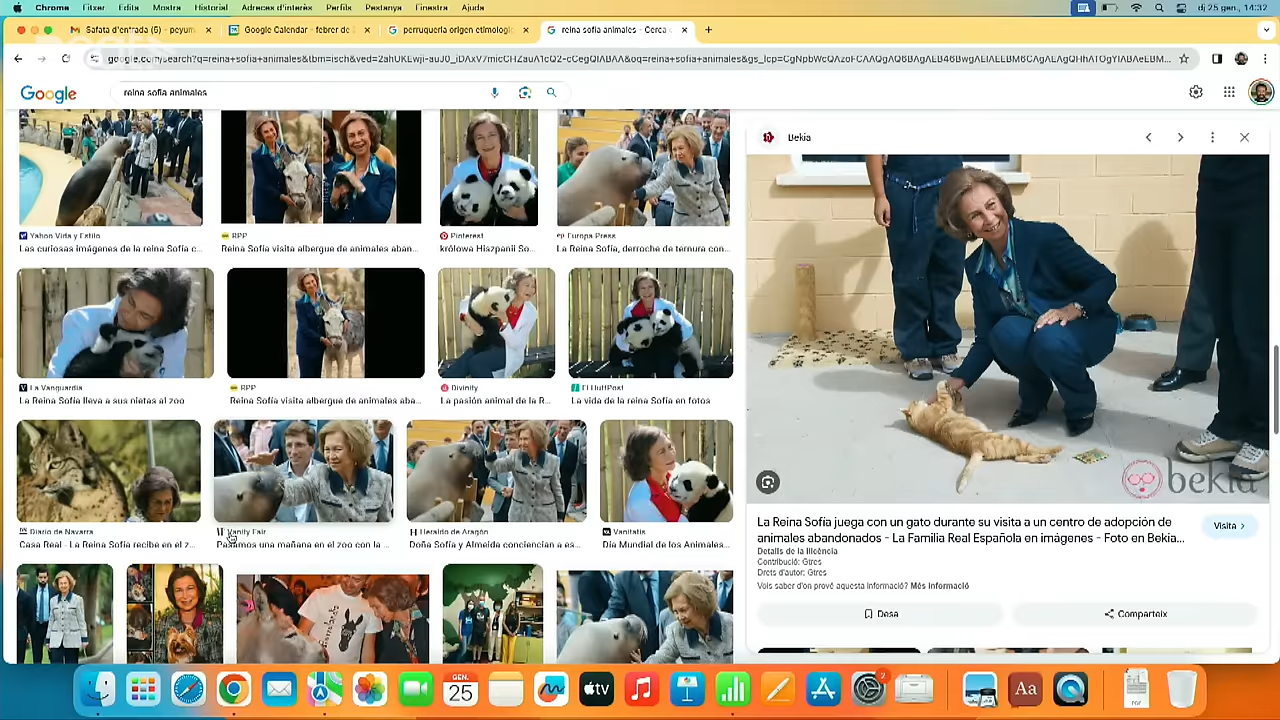 Chrome Fitxer Edita Mostra Historial Adreces d'interès Perfils Pestanya Finestra Ajuda dj 25 gen., 14:32
Safata d'entrada (6) - peyum... Google Calendar - febrer de perruqueria origen etimològic reina sofia animales - Cerca
Google
reina sofia animales
Bekia
Yahoo Vida y Estilo
Las curiosas imágenes de la reina Sofía c...
RPP
Reina Sofía visita albergue de animales aban...
Pinterest
królowa Hiszpanii So...
Europa Press
La Reina Sofía, derroche de ternura con...
La Vanguardia
La Reina Sofía lleva a sus nietas al zoo
RPP
Reina Sofía visita albergue de animales aba...
Divinity
La pasión animal de la R...
El HuffPost
La vida de la reina Sofía en fotos
Diario de Navarra
Casa Real - La Reina Sofía recibe en el z...
Vanity Fair
Pasamos una mañana en el zoo con la ...
Heraldo de Aragón
Doña Sofía y Almeida conciencian a es...
Vanitatis
Día Mundial de los Animales...
bekia
La Reina Sofía juega con un gato durante su visita a un centro de adopción de
animales abandonados - La Familia Real Española en imágenes - Foto en Bekia...
Visita
Detalls de la llicència
Contribució: Gtres
Drets d'autor: Gtres
Vols saber d'on prové aquesta informació? Més informació
Desa
Comparteix
GEN.
25
tv
Aa
2
PDF